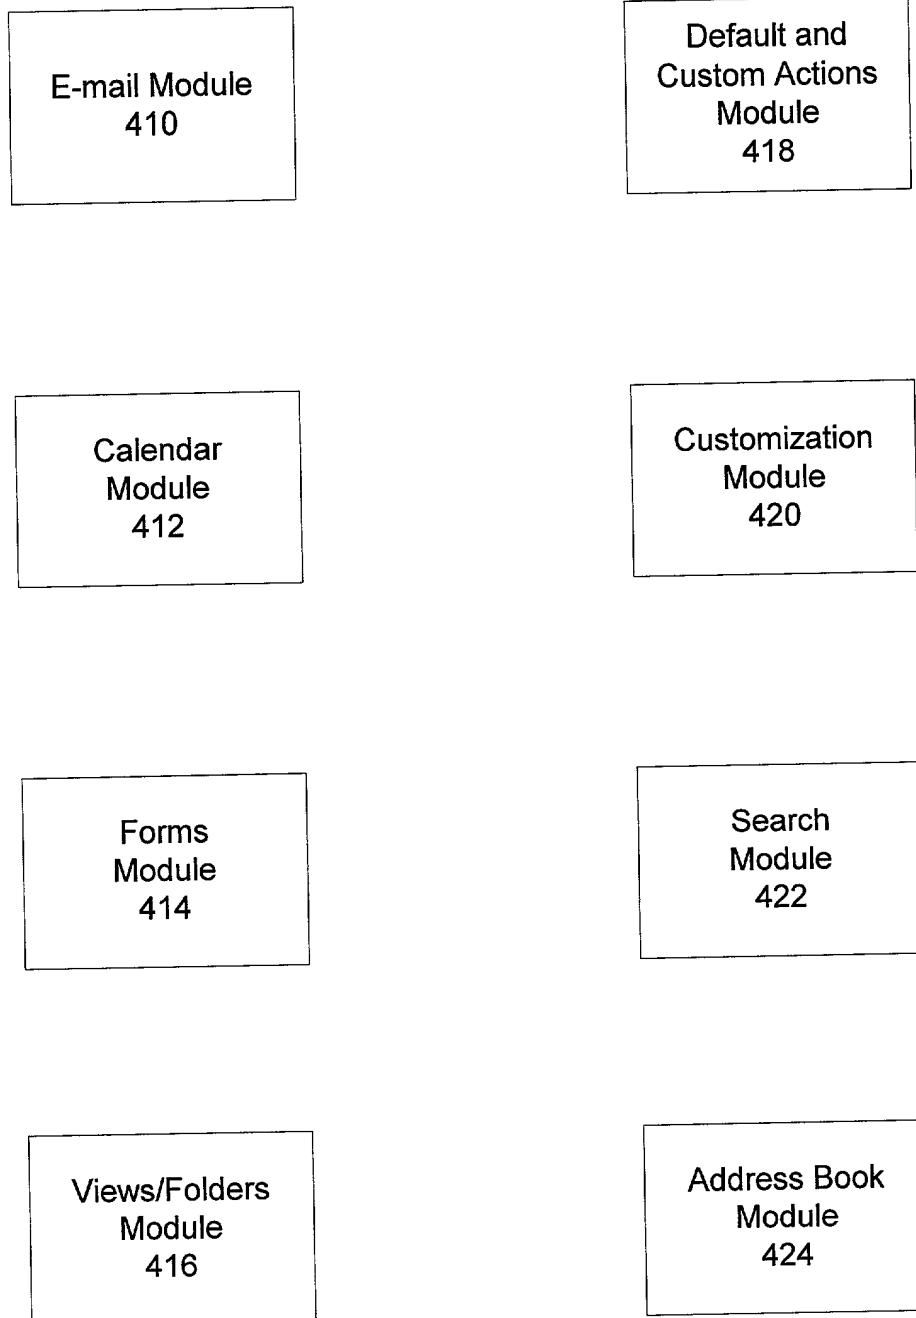 E-mail Module
410
Default and
Custom Actions
Module
418
Calendar
Module
412
Customization
Module
420
Forms
Module
414
Search
Module
422
Views/Folders
Module
416
Address Book
Module
424